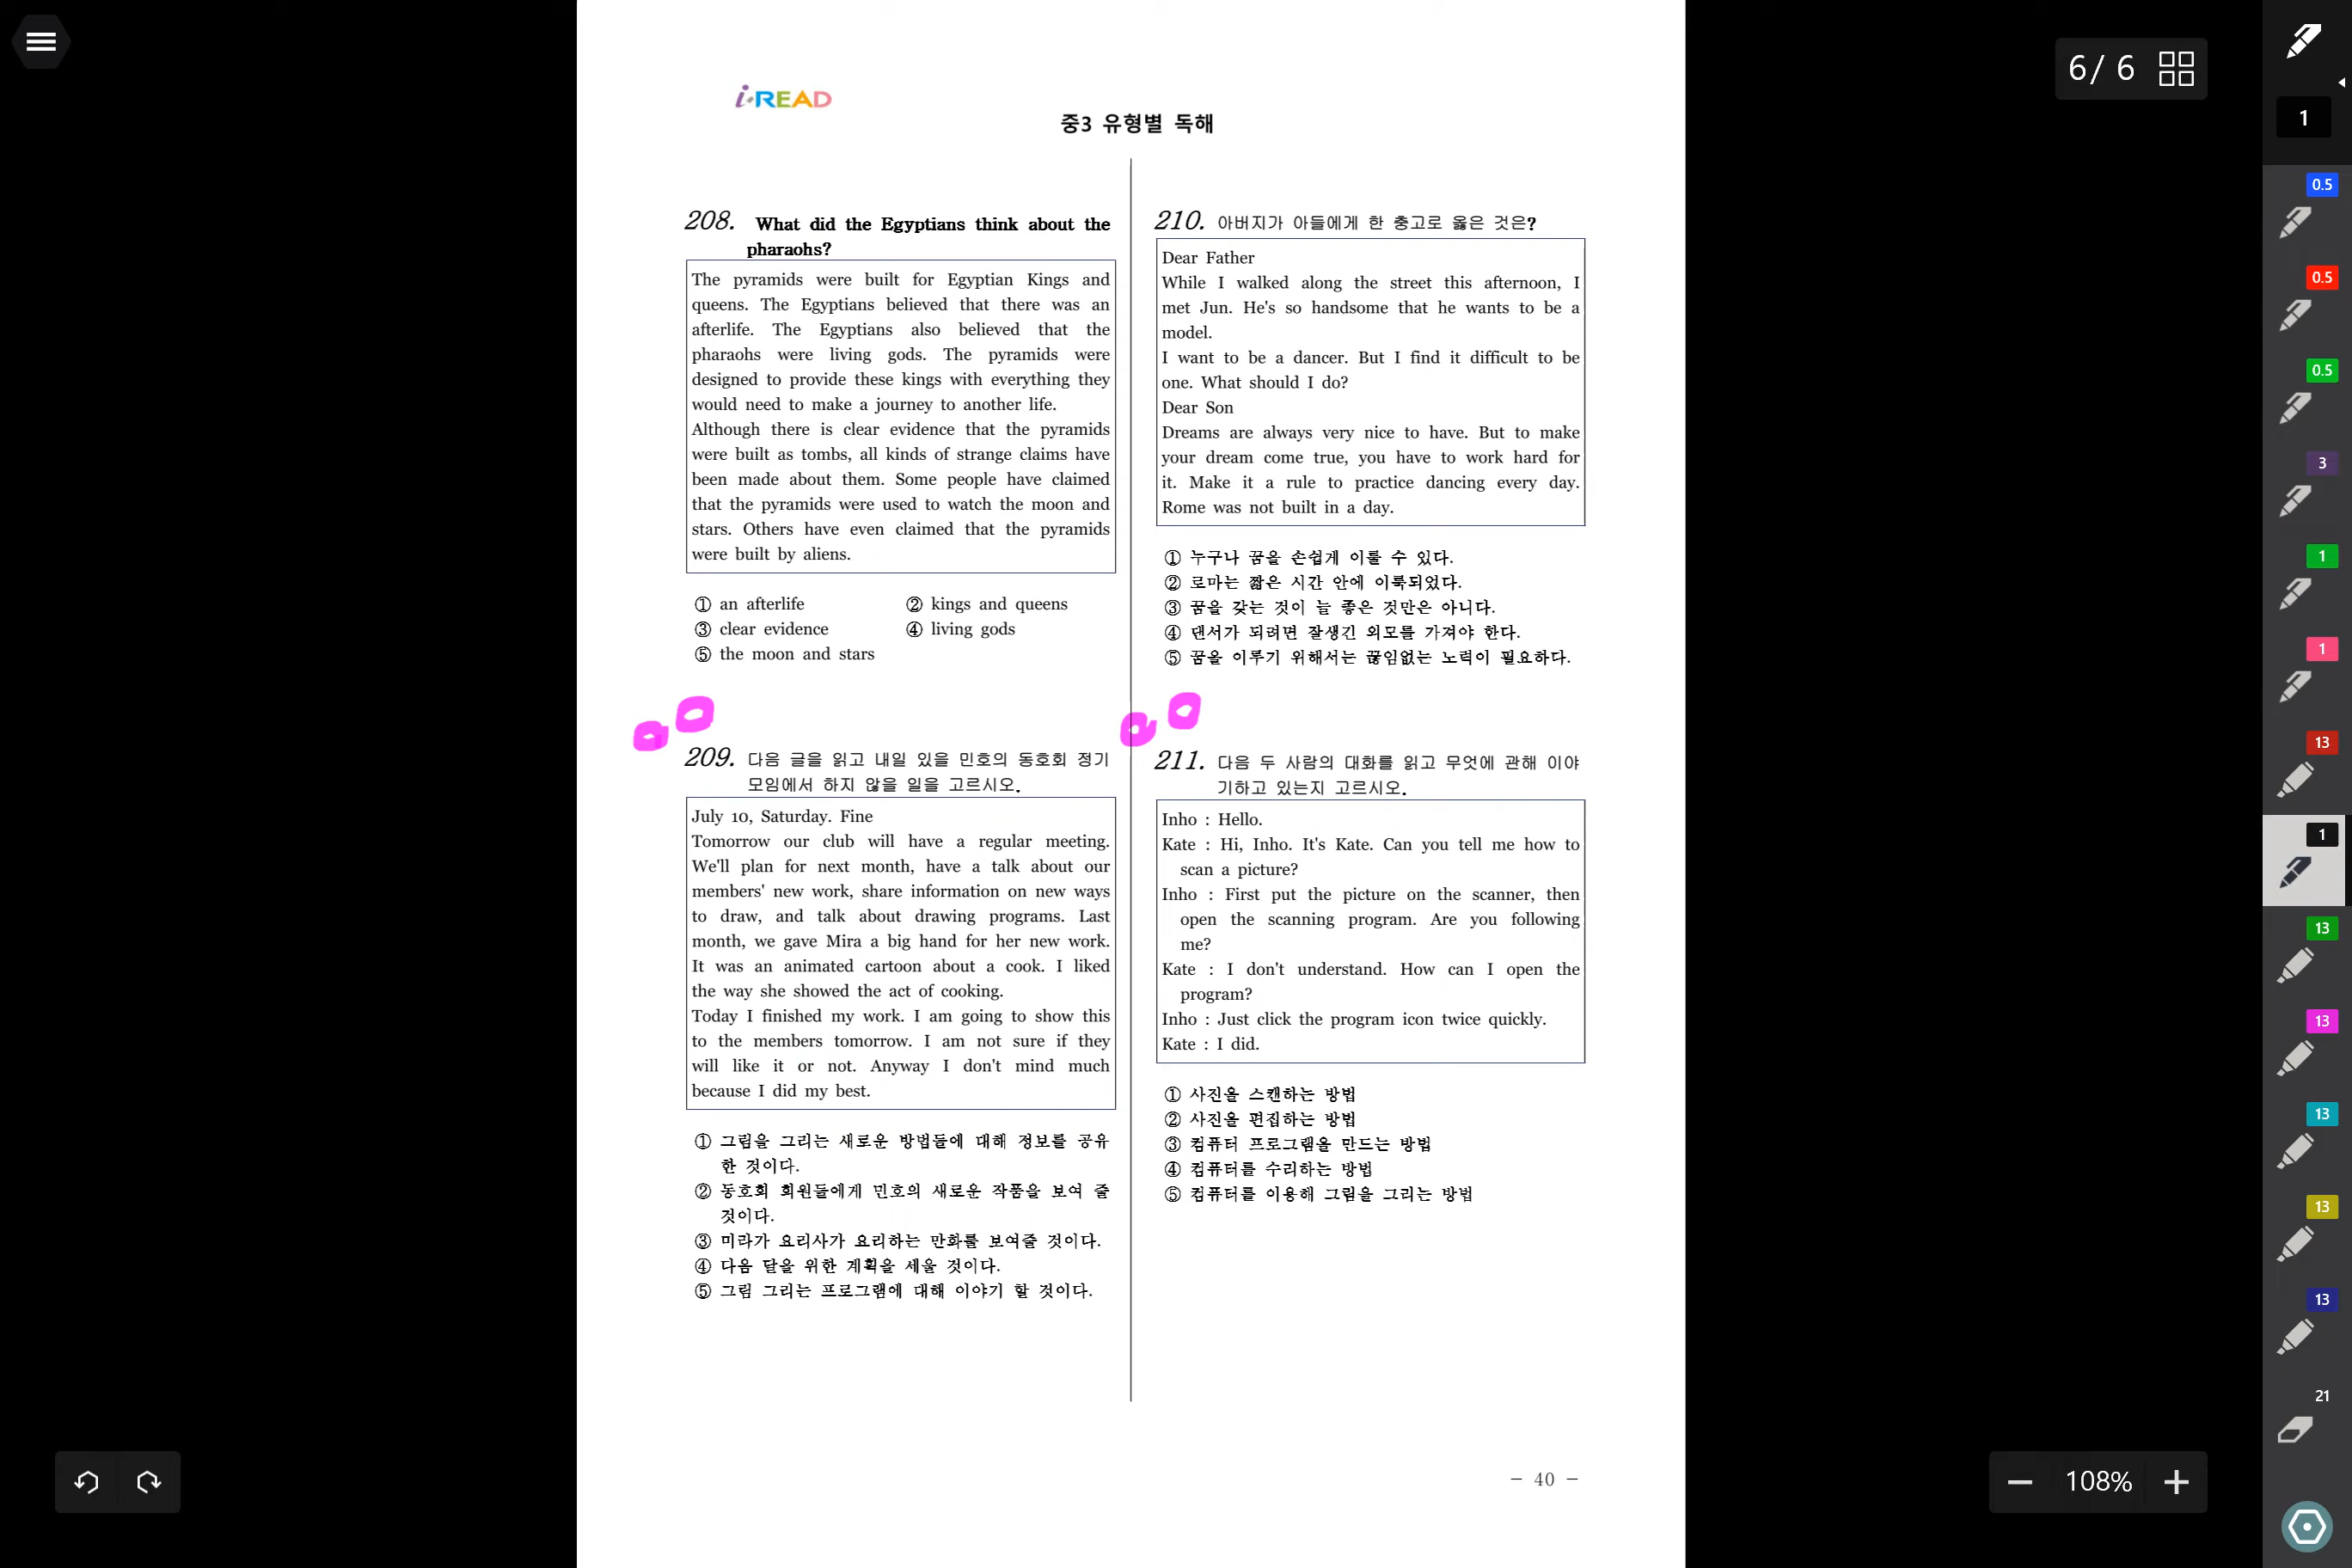 6/ 6
1
i-READ
중3 유형별 독해
208. What did the Egyptians think about the
pharaohs?
The pyramids were built for Egyptian Kings and
queens. The Egyptians believed that there was an
afterlife. The Egyptians also believed that the
pharaohs were living gods. The pyramids were
designed to provide these kings with everything they
would need to make a journey to another life.
Although there is clear evidence that the pyramids
were built as tombs, all kinds of strange claims have
been made about them. Some people have claimed
that the pyramids were used to watch the moon and
stars. Others have even claimed that the pyramids
were built by aliens.
① an afterlife ② kings and queens
③ clear evidence ④ living gods
⑤ the moon and stars
209. 다음 글을 읽고 내일 있을 민호의 동호회 정기
모임에서 하지 않을 일을 고르시오.
July 10, Saturday. Fine
Tomorrow our club will have a regular meeting.
We'll plan for next month, have a talk about our
members' new work, share information on new ways
to draw, and talk about drawing programs. Last
month, we gave Mira a big hand for her new work.
It was an animated cartoon about a cook. I liked
the way she showed the act of cooking.
Today I finished my work. I am going to show this
to the members tomorrow. I am not sure if they
will like it or not. Anyway I don't mind much
because I did my best.
① 그림을 그리는 새로운 방법들에 대해 정보를 공유
한 것이다.
② 동호회 회원들에게 민호의 새로운 작품을 보여 줄
것이다.
③ 미라가 요리사가 요리하는 만화를 보여줄 것이다.
④ 다음 달을 위한 계획을 세울 것이다.
⑤ 그림 그리는 프로그램에 대해 이야기 할 것이다.
210. 아버지가 아들에게 한 충고로 옳은 것은?
Dear Father
While I walked along the street this afternoon, I
met Jun. He's so handsome that he wants to be a
model.
I want to be a dancer. But I find it difficult to be
one. What should I do?
Dear Son
Dreams are always very nice to have. But to make
your dream come true, you have to work hard for
it. Make it a rule to practice dancing every day.
Rome was not built in a day.
① 누구나 꿈을 손쉽게 이룰 수 있다.
② 로마는 짧은 시간 안에 이룩되었다.
③ 꿈을 갖는 것이 늘 좋은 것만은 아니다.
④ 댄서가 되려면 잘생긴 외모를 가져야 한다.
⑤ 꿈을 이루기 위해서는 끊임없는 노력이 필요하다.
211. 다음 두 사람의 대화를 읽고 무엇에 관해 이야
기하고 있는지 고르시오.
Inho : Hello.
Kate : Hi, Inho. It's Kate. Can you tell me how to
scan a picture?
Inho : First put the picture on the scanner, then
open the scanning program. Are you following
me?
Kate : I don't understand. How can I open the
program?
Inho : Just click the program icon twice quickly.
Kate : I did.
① 사진을 스캔하는 방법
② 사진을 편집하는 방법
③ 컴퓨터 프로그램을 만드는 방법
④ 컴퓨터를 수리하는 방법
⑤ 컴퓨터를 이용해 그림을 그리는 방법
- 40 -
0.5
0.5
0.5
3
1
1
13
1
13
13
13
13
13
21
108%